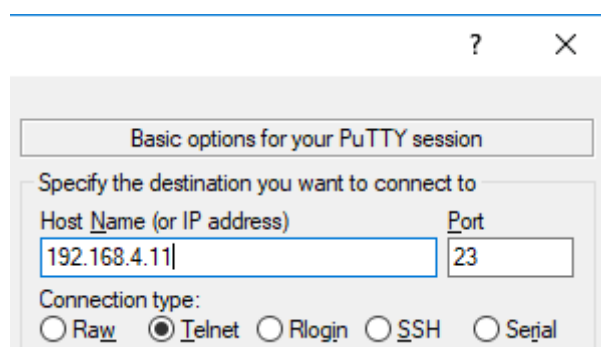 ?
Basic options for your PuTTY session
Specify the destination you want to connect to
Host Name (or IP address) Port
192.168.4.11 23
Connection type:
Raw Telnet Rlogin SSH Serial